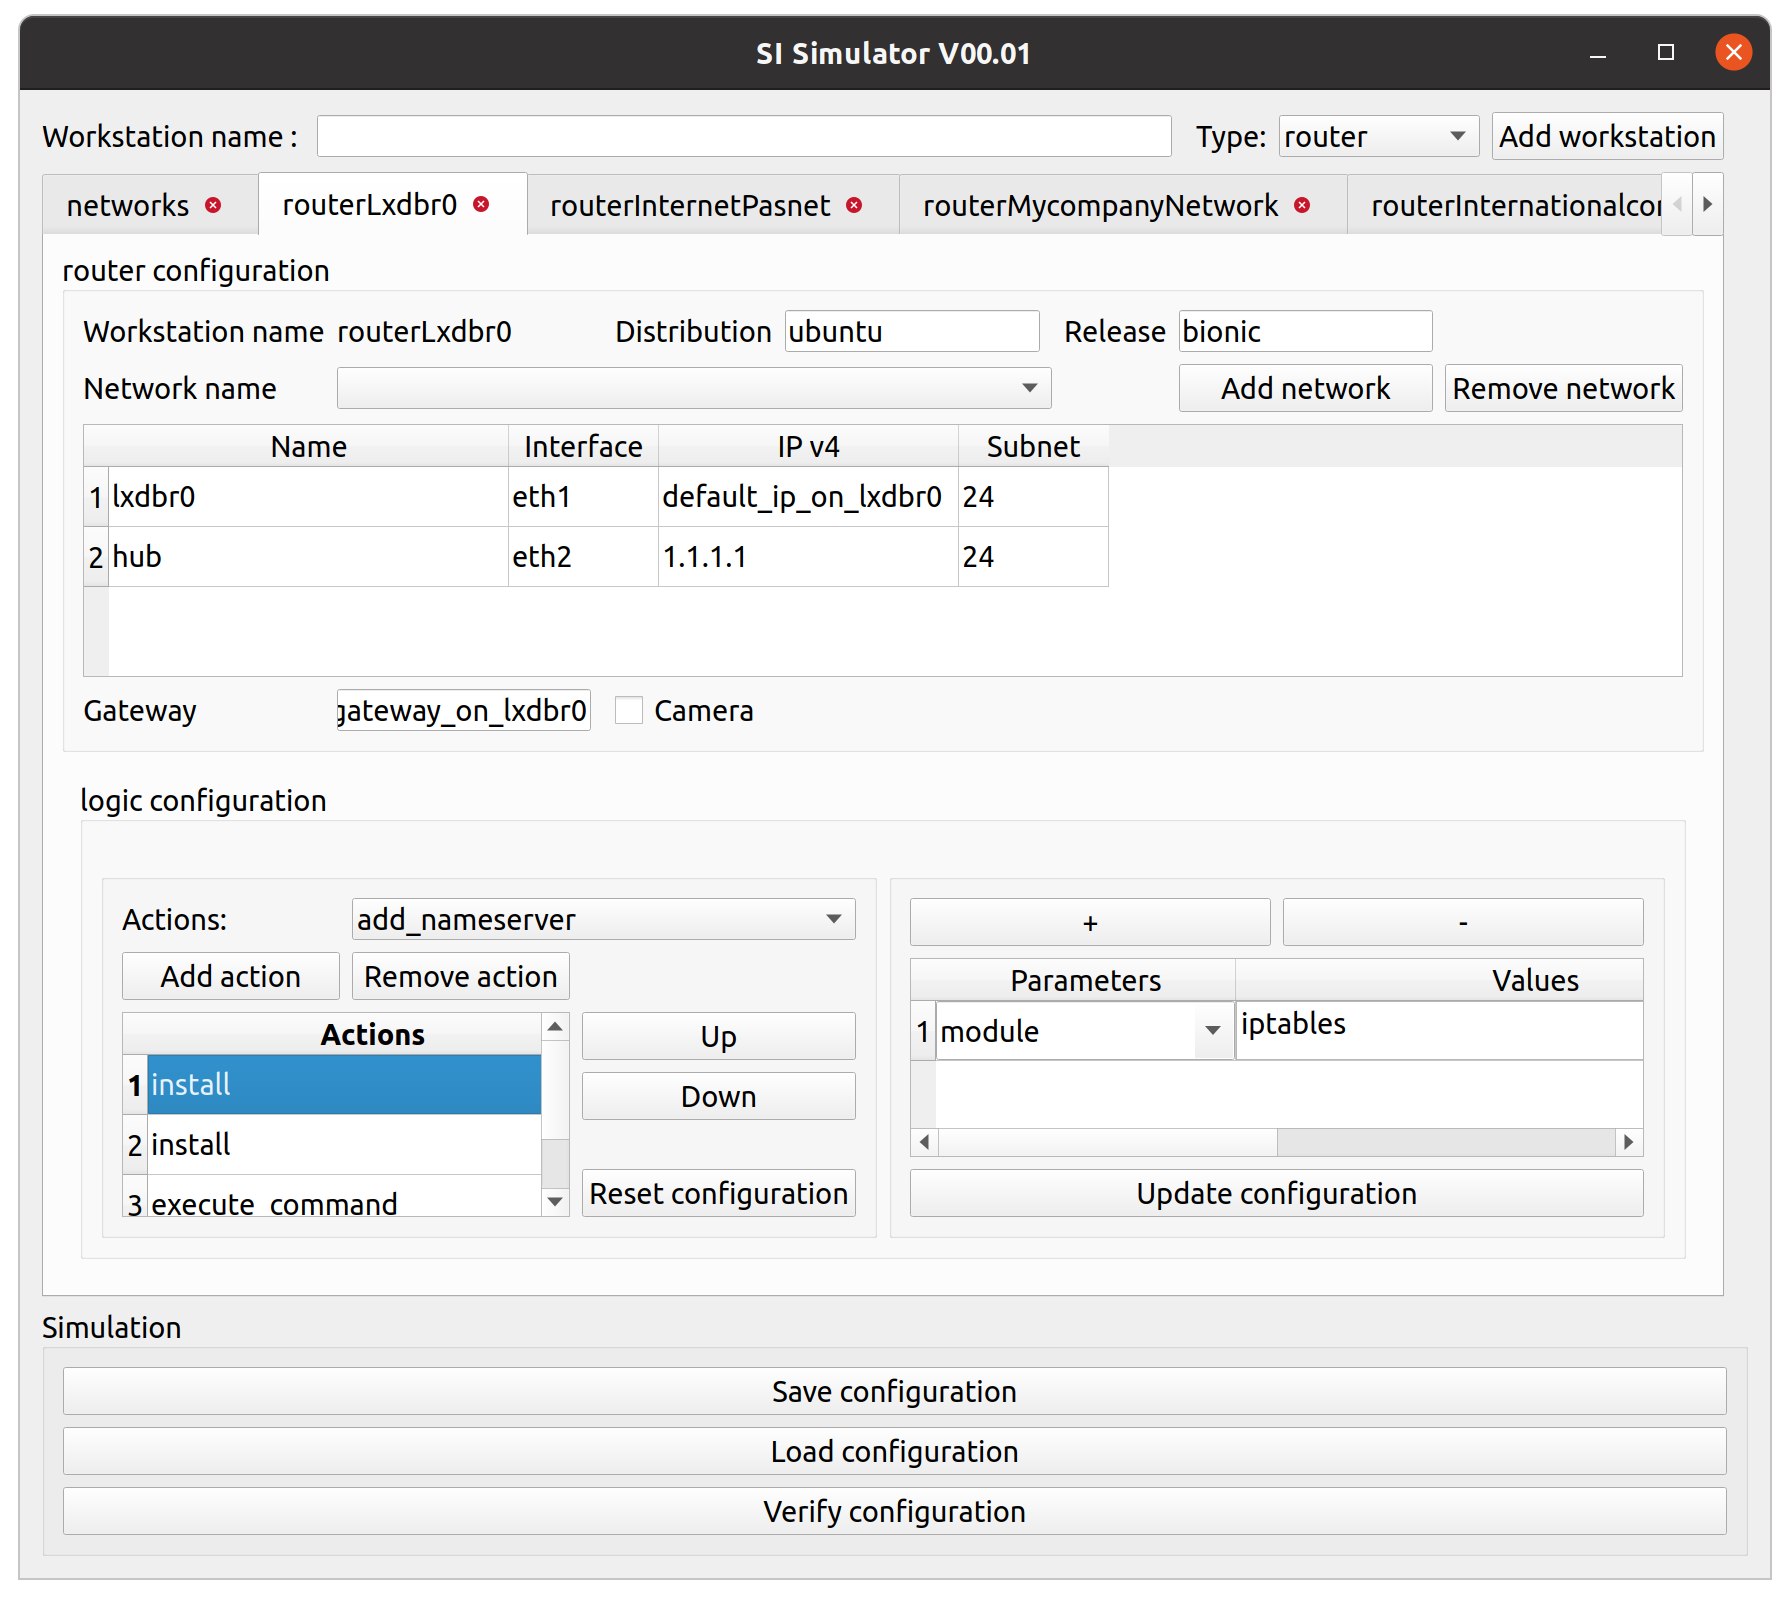 SI Simulator V00.01
Workstation name : Type: router Add workstation
networks routerLxdbr0 routerInternetPasnet routerMycompanyNetwork routerInternationalcor
router configuration
Workstation name routerLxdbr0 Distribution ubuntu Release bionic
Network name Add network Remove network
Name Interface IP v4 Subnet
1 lxdbr0 eth1 default_ip_on_lxdbr0 24
2 hub eth2 1.1.1.1 24
Gateway gateway_on_lxdbr0 Camera
logic configuration
Actions: add_nameserver + -
Add action Remove action Parameters Values
Actions Up 1 module iptables
1 install
Down
2 install
3 execute_command Reset configuration Update configuration
Simulation
Save configuration
Load configuration
Verify configuration